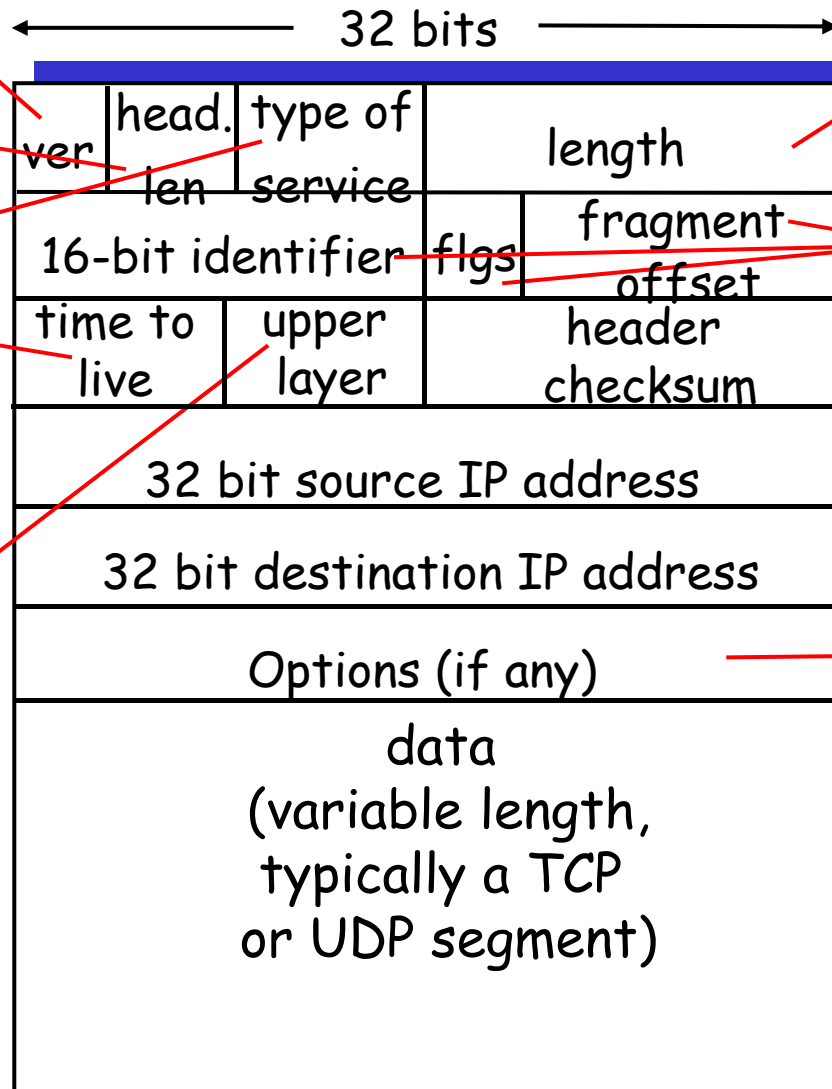 32 bits
ver
head.
len
type of
service
length
16-bit identifier
flgs
fragment
offset
time to
live
upper
layer
header
checksum
32 bit source IP address
32 bit destination IP address
Options (if any)
data
(variable length,
typically a TCP
or UDP segment)